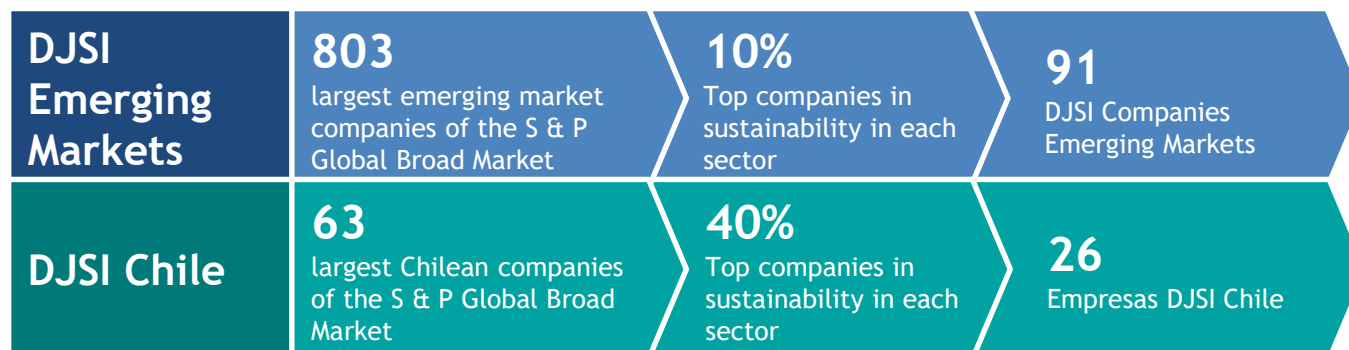 DJSI
Emerging
Markets
803
largest emerging market
companies of the S & P
Global Broad Market
10%
Top companies in
sustainability in each
sector
91
DJSI Companies
Emerging Markets
DJSI Chile
63
largest Chilean companies
of the S & P Global Broad
Market
40%
Top companies in
sustainability in each
sector
26
Empresas DJSI Chile